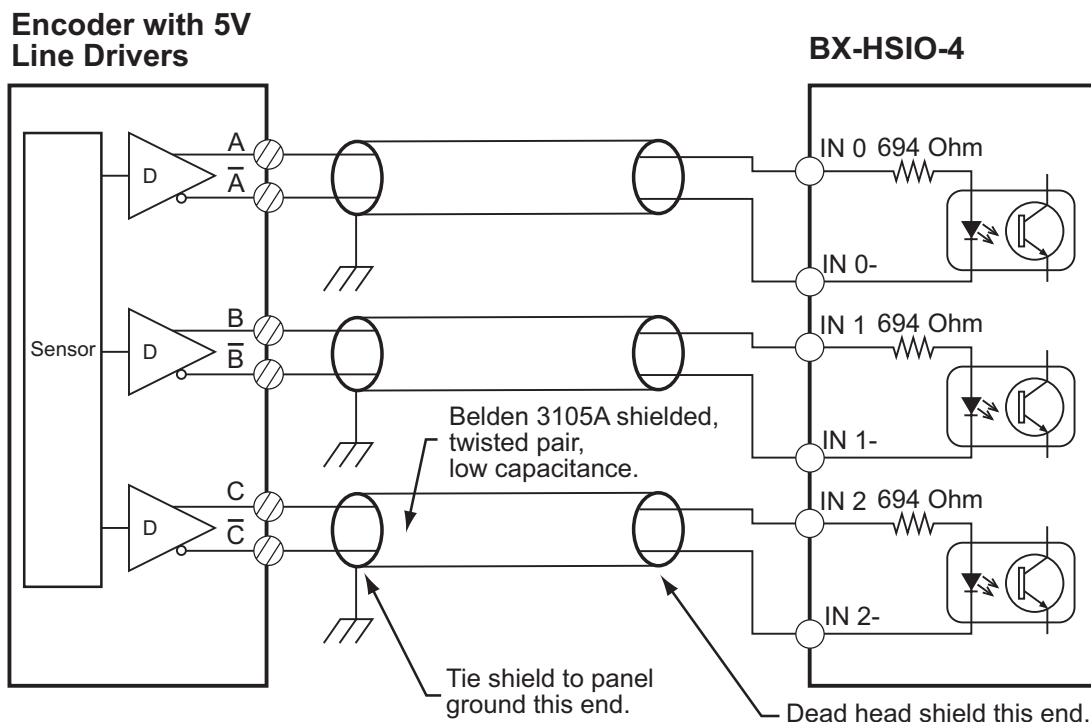 Encoder with 5V
Line Drivers
BX-HSIO-4
Sensor
D
A
A̅
IN 0
694 Ohm
IN 0-
D
B
B̅
IN 1
694 Ohm
IN 1-
Belden 3105A shielded,
twisted pair,
low capacitance.
D
C
C̅
IN 2
694 Ohm
IN 2-
Tie shield to panel
ground this end.
Dead head shield this end.